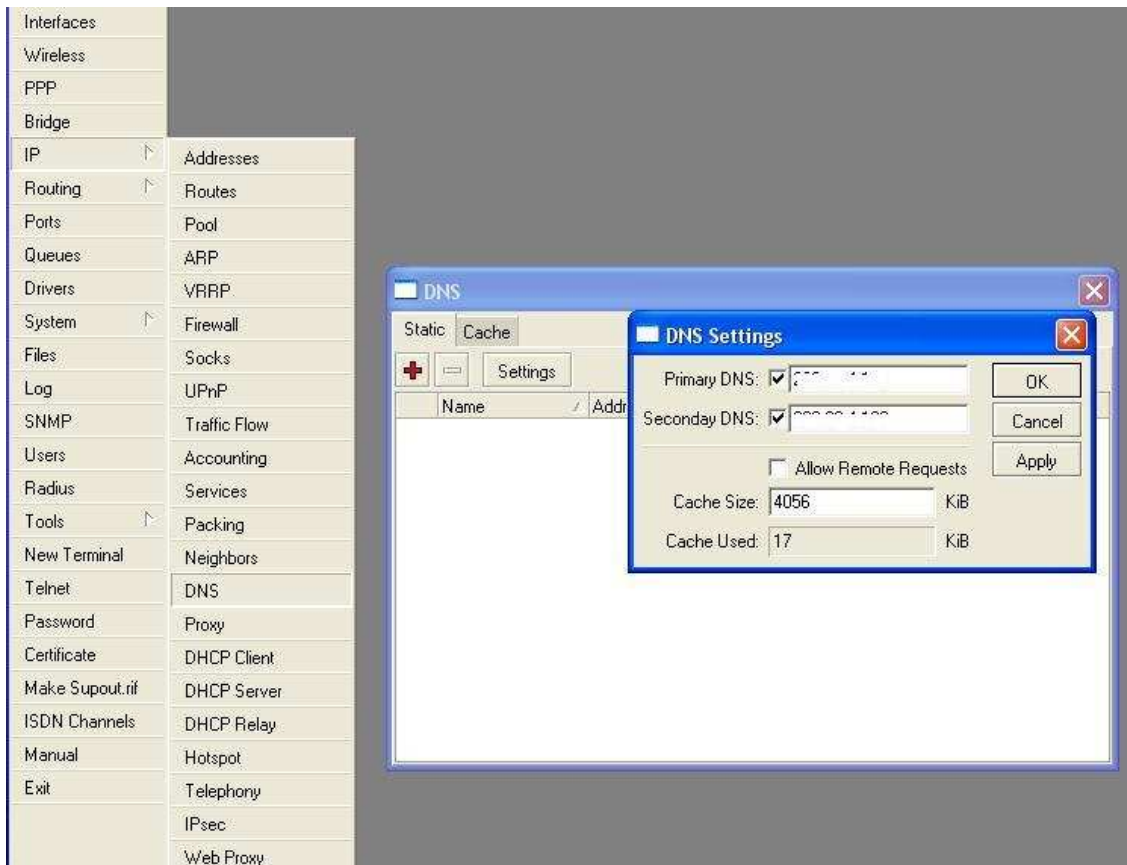 Interfaces
Wireless
PPP
Bridge
IP
Routing
Ports
Queues
Drivers
System
Files
Log
SNMP
Users
Radius
Tools
New Terminal
Telnet
Password
Certificate
Make Supout.rif
ISDN Channels
Manual
Exit
Addresses
Routes
Pool
ARP
VRRP
Firewall
Socks
UPnP
Traffic Flow
Accounting
Services
Packing
Neighbors
DNS
Proxy
DHCP Client
DHCP Server
DHCP Relay
Hotspot
Telephony
IPsec
Web Proxy
DNS
Static Cache
Settings
Name Addr
DNS Settings
Primary DNS:
Seconday DNS:
Allow Remote Requests
Cache Size: 4056 KiB
Cache Used: 17 KiB
OK
Cancel
Apply